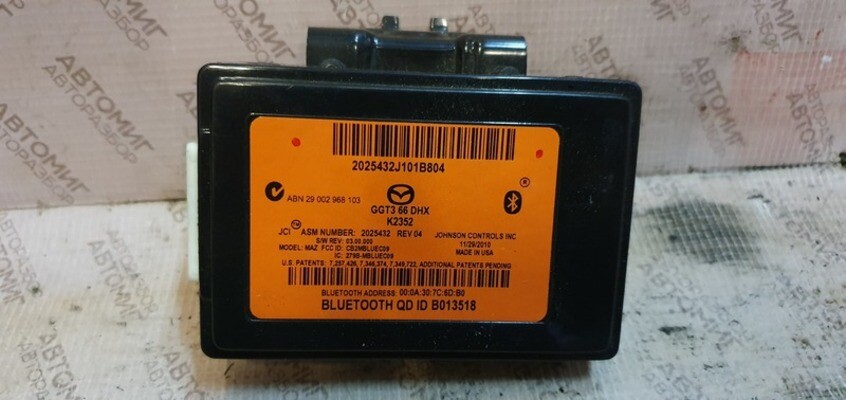 2025432J101B804
®
ABN 29 002 968 103
GGT3 66 DHX
K2352
JCI TM ASM NUMBER: 2025432 REV 04 JOHNSON CONTROLS INC
S/W REV: 03.00.000 11/29/2010
MODEL: MAZ FCC ID: CB2MBLUEC09 MADE IN USA
IC: 279B-MBLUEC09
U.S. PATENTS: 7,257,426, 7,346,374, 7,349,722, ADDITIONAL PATENTS PENDING
BLUETOOTH ADDRESS: 00:0A:30:7C:6D:B0
BLUETOOTH QD ID B013518
АВТОМИГ
АВТОРАЗБОР